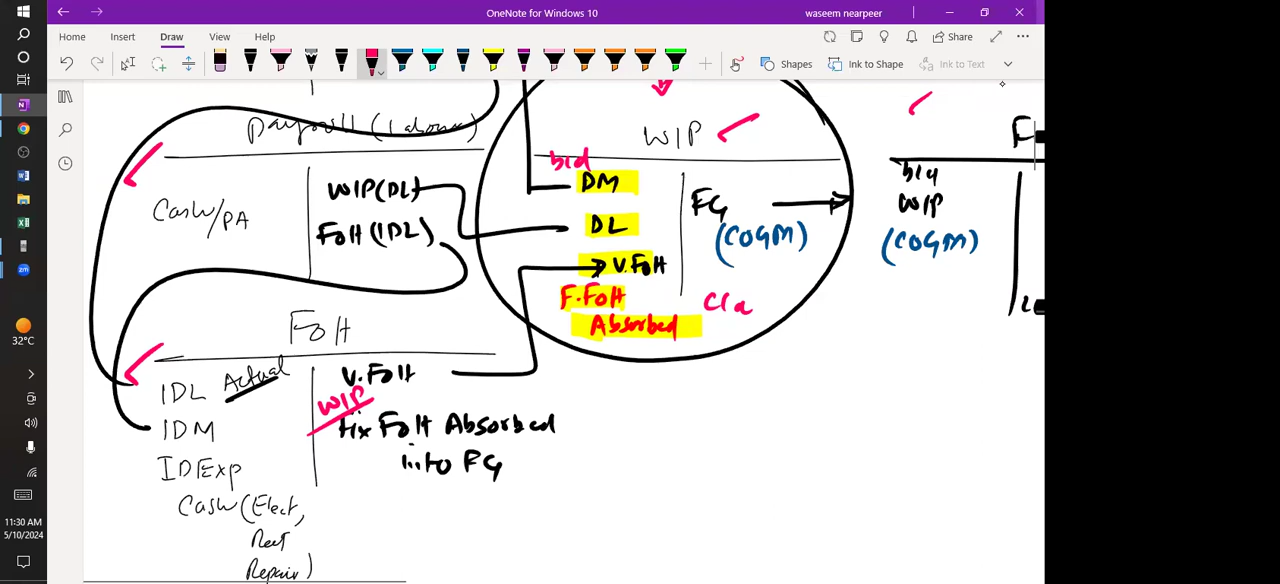 OneNote for Windows 10
waseem nearpeer
Home Insert Draw View Help
Share
Shapes
Ink to Shape
Ink to Text
Payroll (Labour)
Cash/PA
WIP(DL)
FOH (IDL)
WIP
bid
DM
DL
V.FOH
F.FOH
Absorbed
FG
(COGM)
Cla
WIP
(COGM)
FOH
IDL Actual
IDM
IDExp
Cash (Elect,
Rent
Repair)
V.FOH
WIP
Fix FOH Absorbed
into FG
32°C
11:30 AM
5/10/2024